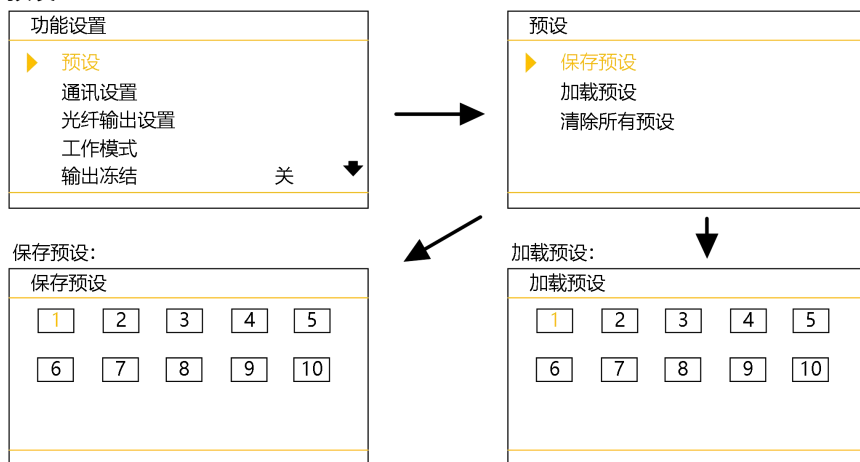 功能设置
预设
通讯设置
光纤输出设置
工作模式
输出冻结 关
预设
保存预设
加载预设
清除所有预设
保存预设:
保存预设
1 2 3 4 5
6 7 8 9 10
加载预设:
加载预设
1 2 3 4 5
6 7 8 9 10